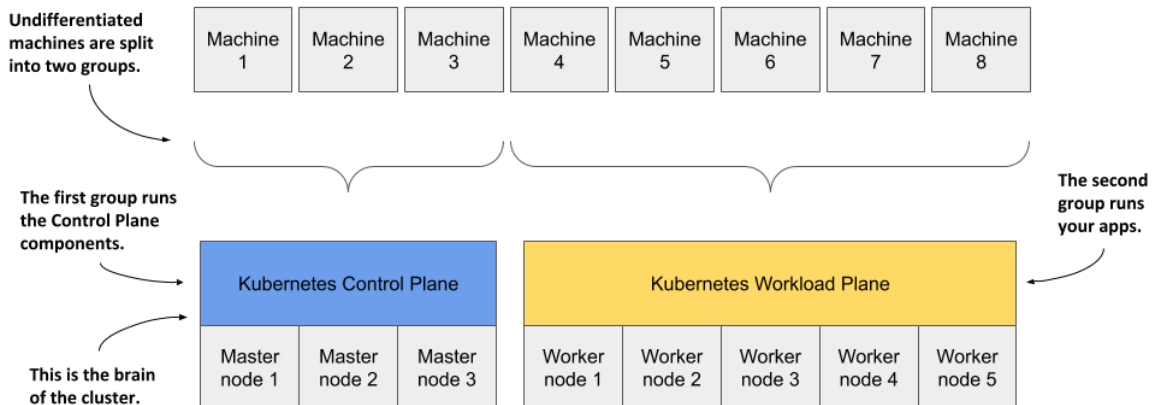 Undifferentiated
machines are split
into two groups.
Machine
1
Machine
2
Machine
3
Machine
4
Machine
5
Machine
6
Machine
7
Machine
8
The first group runs
the Control Plane
components.
The second
group runs
your apps.
Kubernetes Control Plane
Kubernetes Workload Plane
This is the brain
of the cluster.
Master
node 1
Master
node 2
Master
node 3
Worker
node 1
Worker
node 2
Worker
node 3
Worker
node 4
Worker
node 5